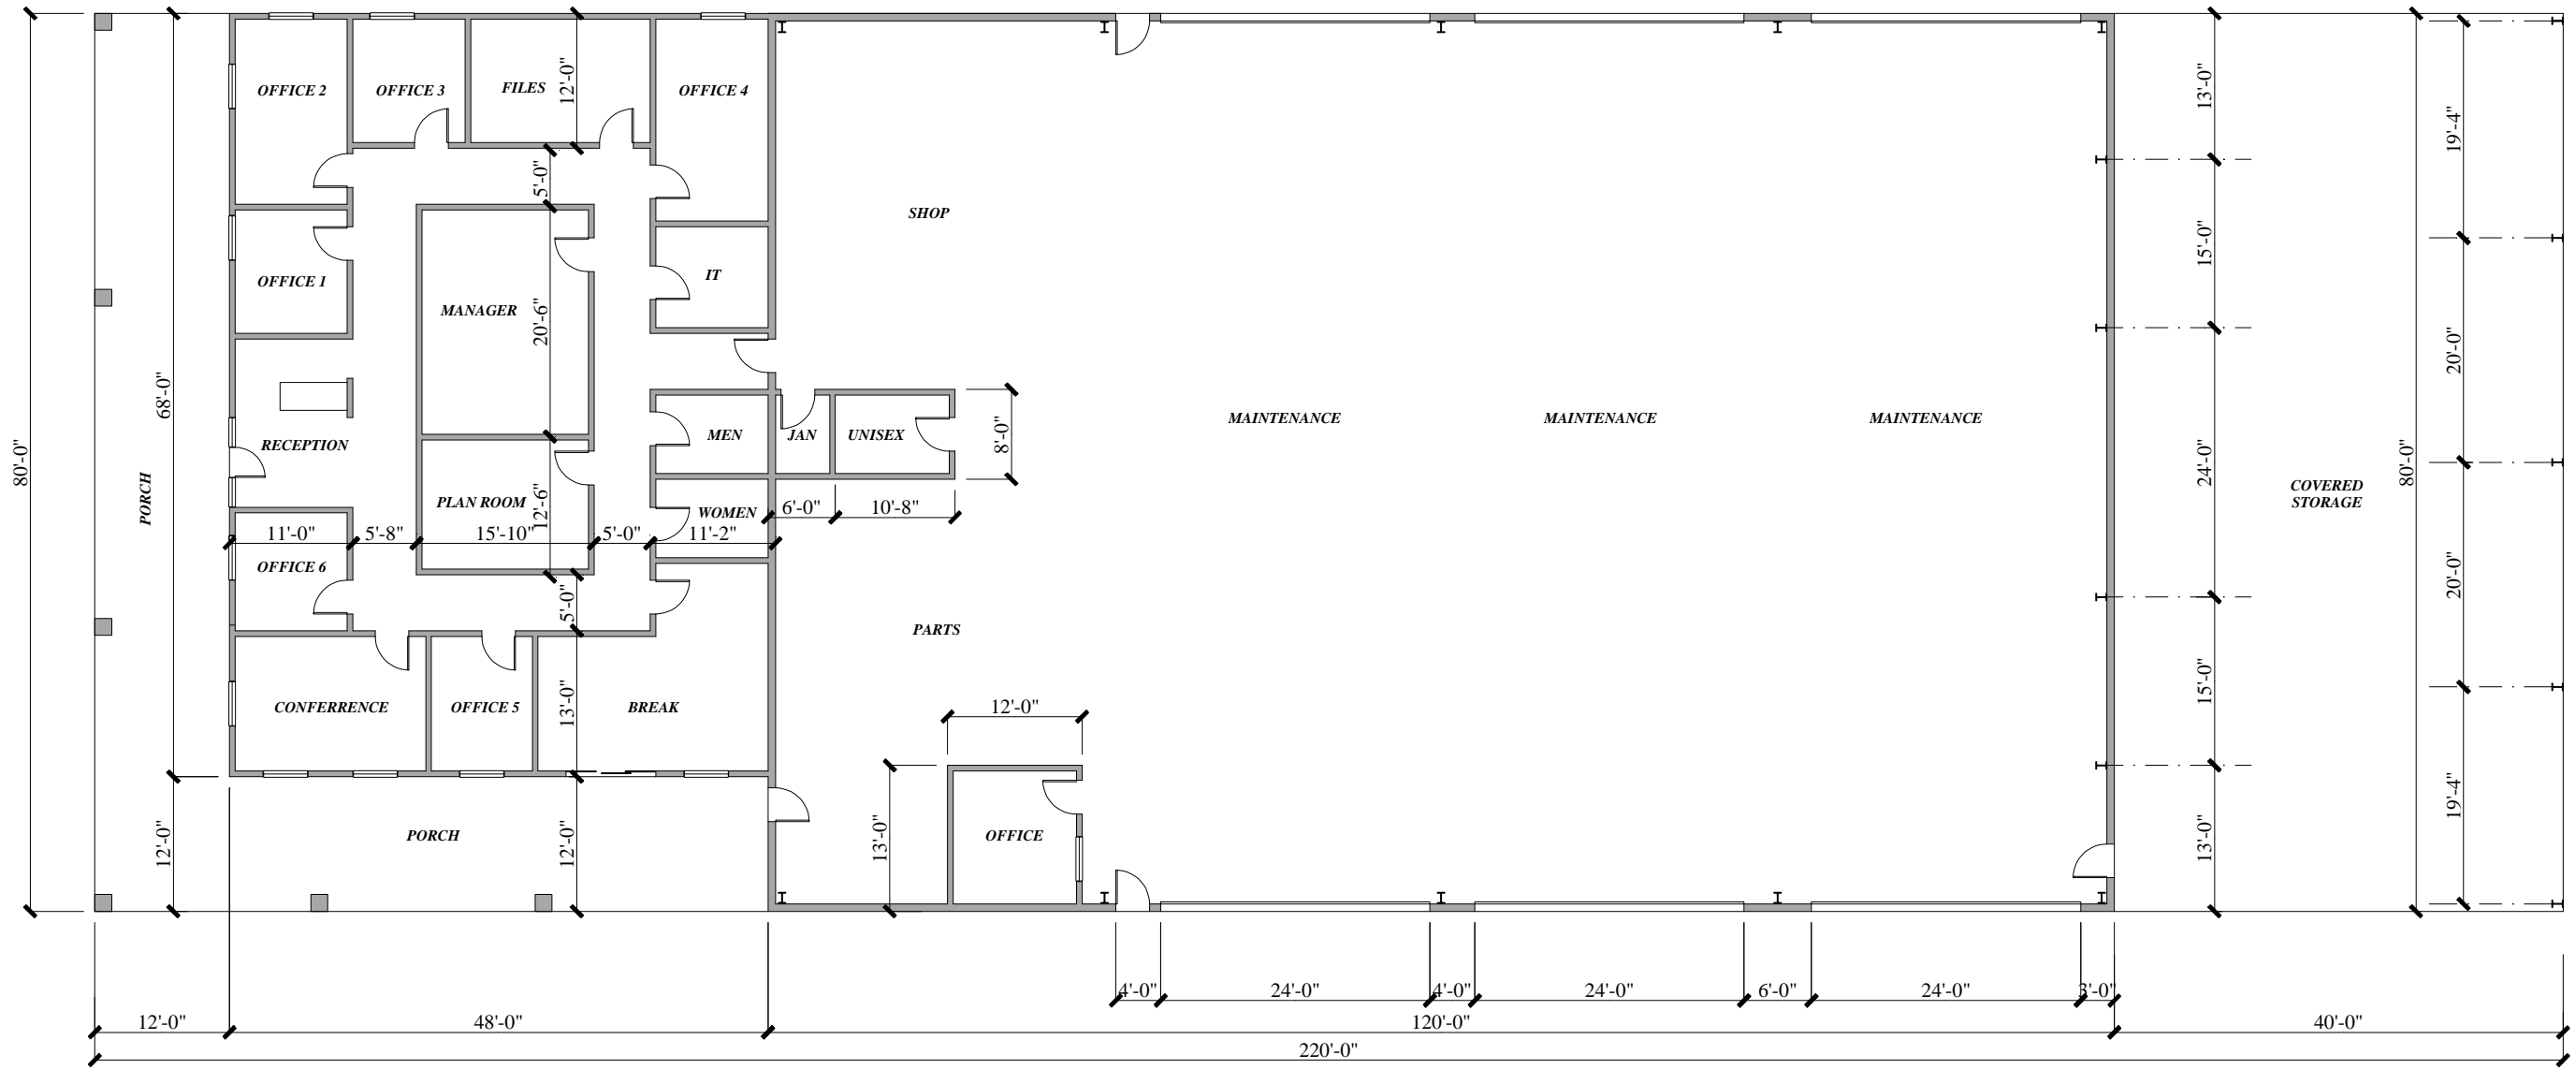 OFFICE 2
OFFICE 3
FILES
12'-0"
OFFICE 4
13'-0"
19'-4"
5'-0"
SHOP
15'-0"
OFFICE 1
IT
MANAGER
20'-6"
20'-0"
68'-0"
80'-0"
RECEPTION
MEN
JAN
UNISEX
8'-0"
MAINTENANCE
MAINTENANCE
MAINTENANCE
24'-0"
80'-0"
PORCH
PLAN ROOM
12'-6"
WOMEN
6'-0"
10'-8"
COVERED
STORAGE
11'-0"
5'-8"
15'-10"
5'-0"
11'-2"
OFFICE 6
5'-0"
20'-0"
PARTS
CONFERRENCE
OFFICE 5
13'-0"
BREAK
12'-0"
15'-0"
19'-4"
12'-0"
PORCH
12'-0"
13'-0"
OFFICE
13'-0"
4'-0"
24'-0"
4'-0"
24'-0"
6'-0"
24'-0"
3'-0"
12'-0"
48'-0"
120'-0"
40'-0"
220'-0"